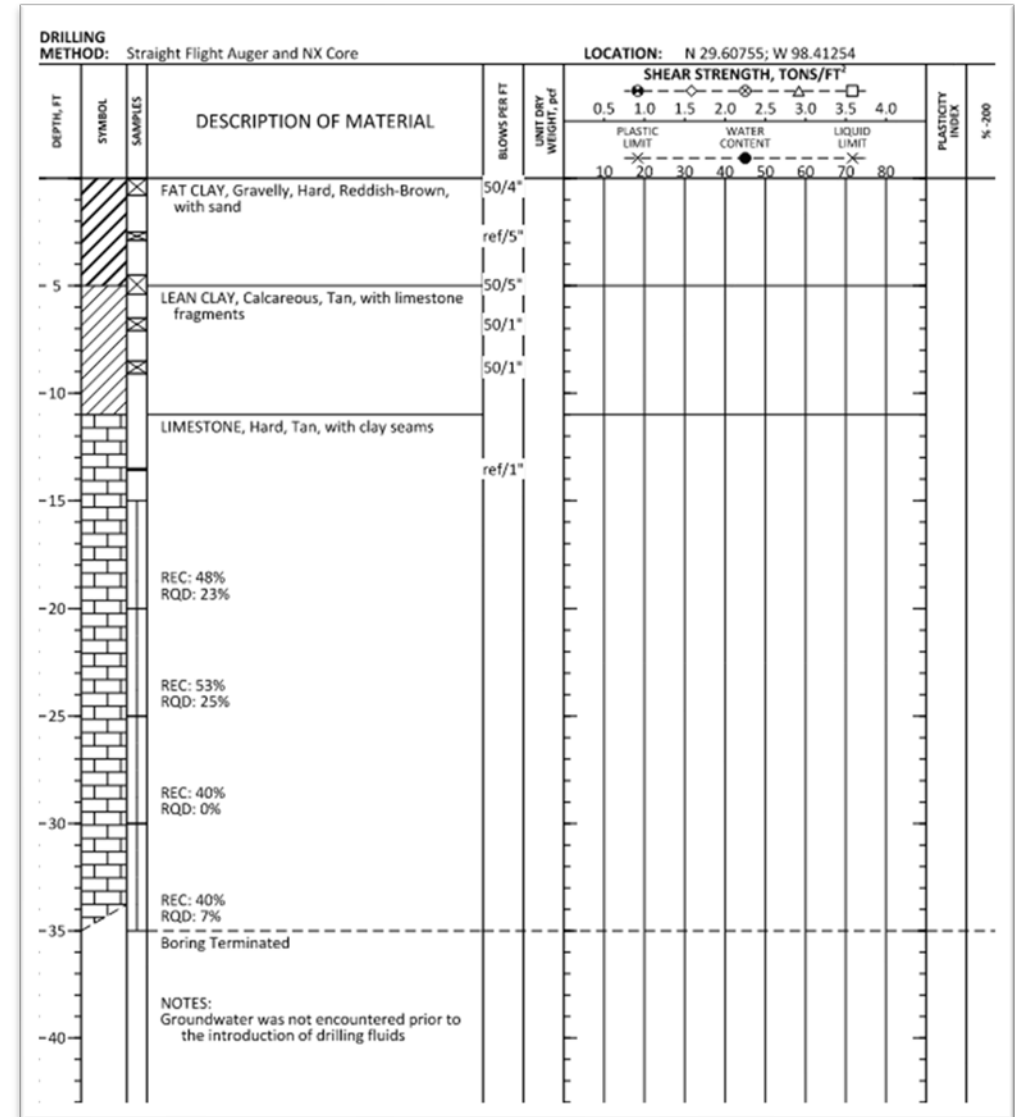 DRILLING
METHOD: Straight Flight Auger and NX Core
LOCATION: N 29.60755; W 98.41254
DEPTH, FT
SYMBOL
SAMPLES
DESCRIPTION OF MATERIAL
BLOWS PER FT
UNIT DRY
WEIGHT, pcf
SHEAR STRENGTH, TONS/FT²
0.5 1.0 1.5 2.0 2.5 3.0 3.5 4.0
PLASTIC
LIMIT
WATER
CONTENT
LIQUID
LIMIT
10 20 30 40 50 60 70 80
PLASTICITY
INDEX
% -200
FAT CLAY, Gravelly, Hard, Reddish-Brown,
with sand
50/4"
ref/5"
5
50/5"
LEAN CLAY, Calcareous, Tan, with limestone
fragments
50/1"
50/1"
10
LIMESTONE, Hard, Tan, with clay seams
ref/1"
15
REC: 48%
RQD: 23%
20
REC: 53%
RQD: 25%
25
REC: 40%
RQD: 0%
30
REC: 40%
RQD: 7%
35
Boring Terminated
NOTES:
Groundwater was not encountered prior to
the introduction of drilling fluids
40